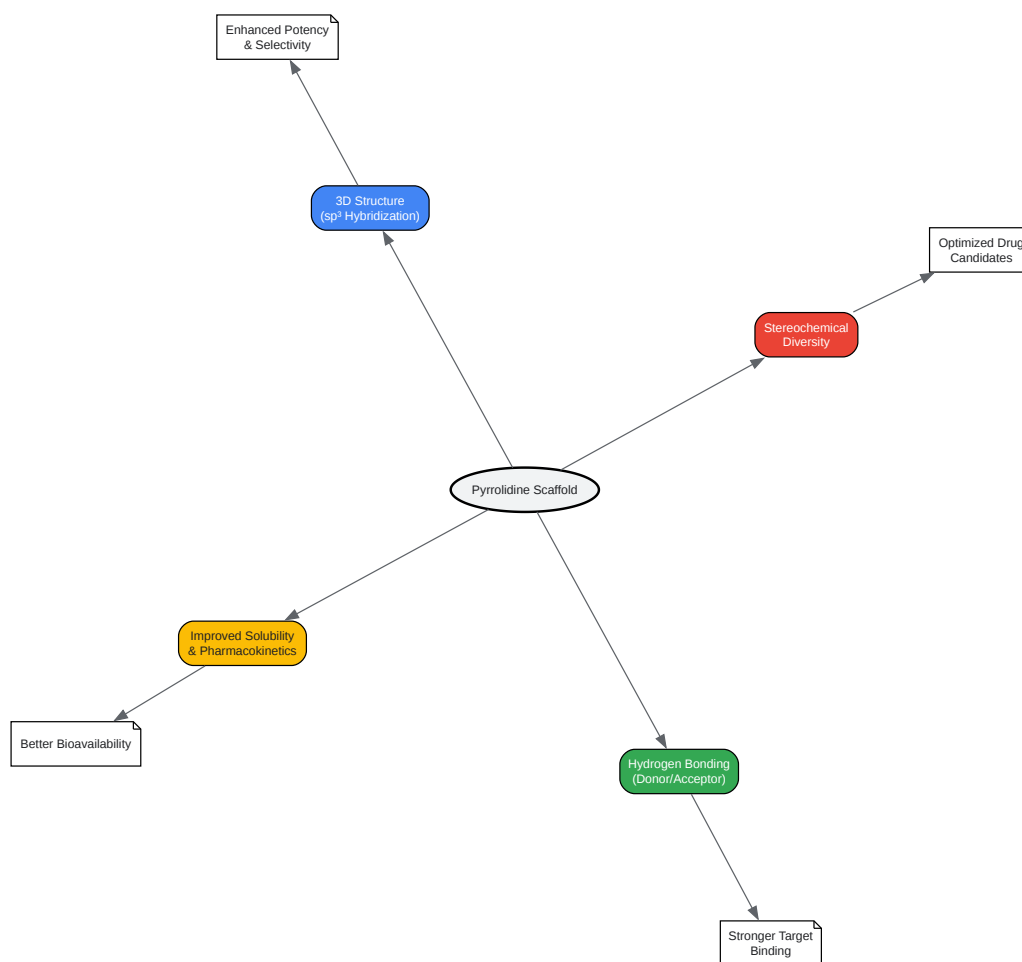 Enhanced Potency
& Selectivity
3D Structure
(sp³ Hybridization)
Optimized Drug
Candidates
Stereochemical
Diversity
Pyrrolidine Scaffold
Improved Solubility
& Pharmacokinetics
Better Bioavailability
Hydrogen Bonding
(Donor/Acceptor)
Stronger Target
Binding